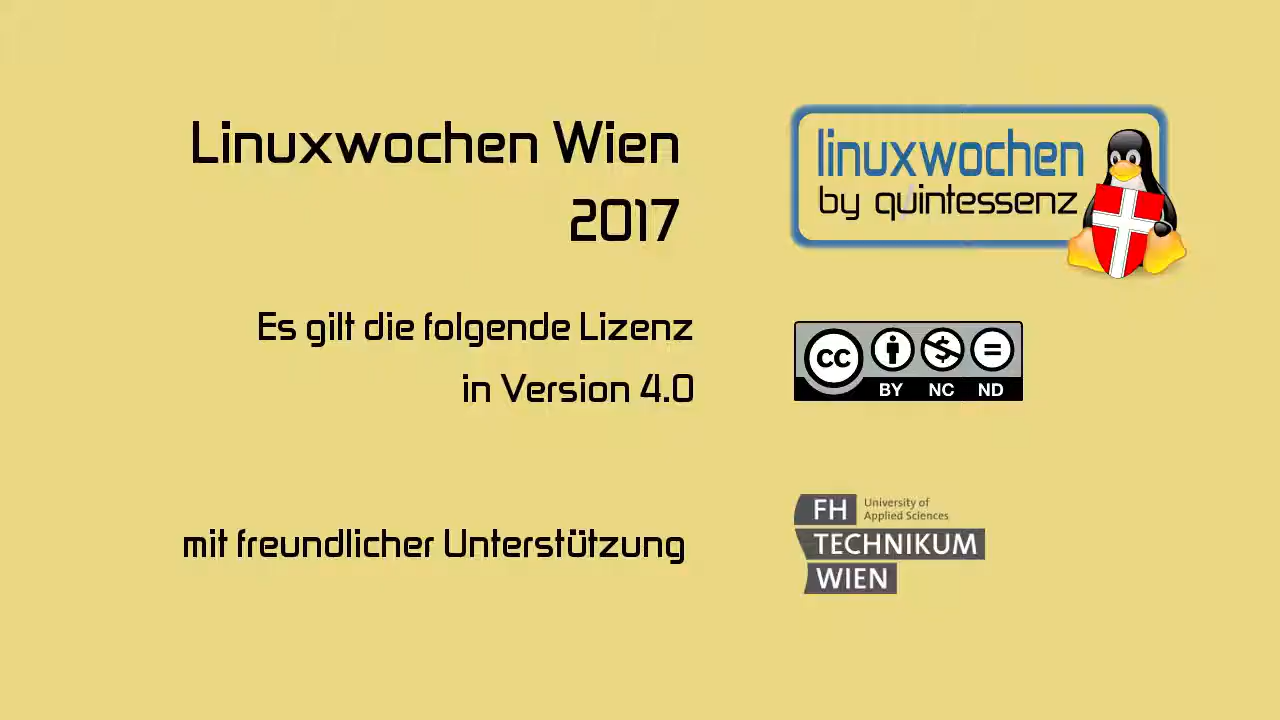 Linuxwochen Wien
2017
linuxwochen
by quintessenz
Es gilt die folgende Lizenz
in Version 4.0
cc
BY NC ND
mit freundlicher Unterstützung
FH University of
Applied Sciences
TECHNIKUM
WIEN